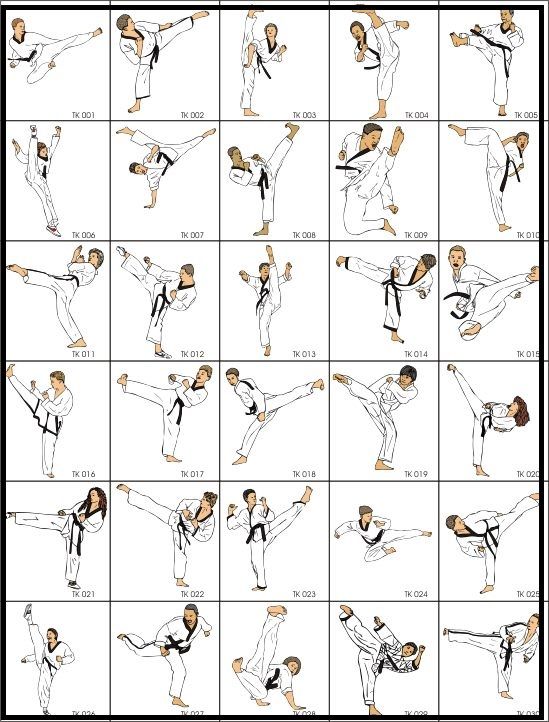 TK 001
TK 002
TK 003
TK 004
TK 005
TK 006
TK 007
TK 008
TK 009
TK 010
TK 011
TK 012
TK 013
TK 014
TK 015
TK 016
TK 017
TK 018
TK 019
TK 020
TK 021
TK 022
TK 023
TK 024
TK 025
TK 026
TK 027
TK 028
TK 029
TK 030